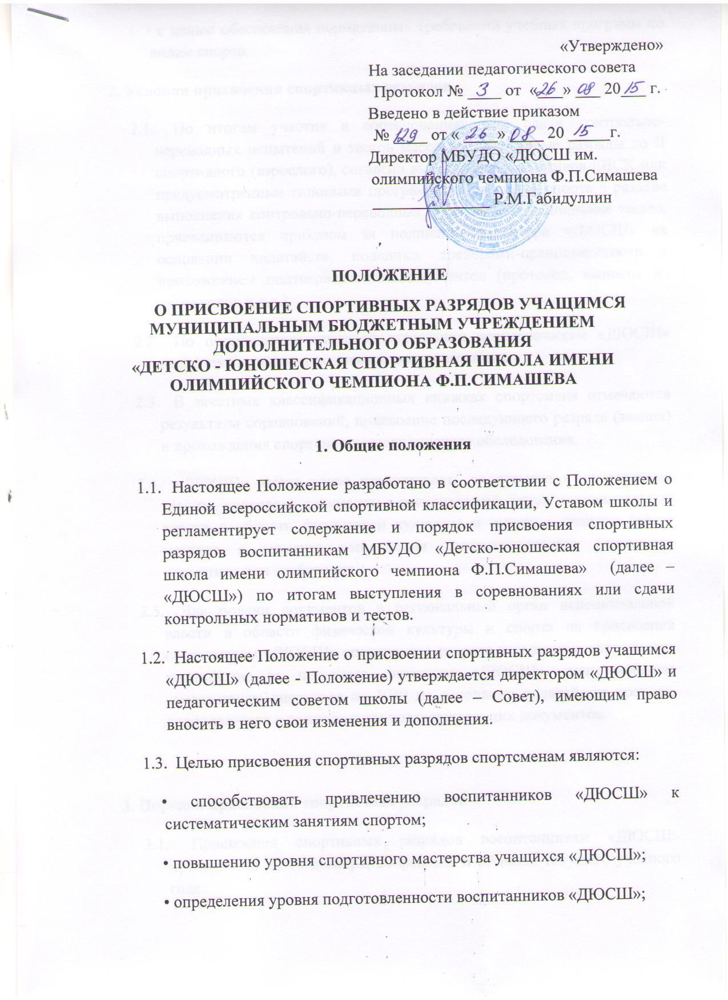 «Утверждено»
На заседании педагогического совета
Протокол № 3 от «26» 08 2015 г.
Введено в действие приказом
№ 129 от « 26 » 08 20 15 г.
Директор МБУДО «ДЮСШ им.
олимпийского чемпиона Ф.П.Симашева
Р.М.Габидуллин
ПОЛОЖЕНИЕ
О ПРИСВОЕНИЕ СПОРТИВНЫХ РАЗРЯДОВ УЧАЩИМСЯ
МУНИЦИПАЛЬНЫМ БЮДЖЕТНЫМ УЧРЕЖДЕНИЕМ
ДОПОЛНИТЕЛЬНОГО ОБРАЗОВАНИЯ
«ДЕТСКО - ЮНОШЕСКАЯ СПОРТИВНАЯ ШКОЛА ИМЕНИ
ОЛИМПИЙСКОГО ЧЕМПИОНА Ф.П.СИМАШЕВА
1. Общие положения
1.1. Настоящее Положение разработано в соответствии с Положением о
Единой всероссийской спортивной классификации, Уставом школы и
регламентирует содержание и порядок присвоения спортивных
разрядов воспитанникам МБУДО «Детско-юношеская спортивная
школа имени олимпийского чемпиона Ф.П.Симашева» (далее –
«ДЮСШ») по итогам выступления в соревнованиях или сдачи
контрольных нормативов и тестов.
1.2. Настоящее Положение о присвоении спортивных разрядов учащимся
«ДЮСШ» (далее - Положение) утверждается директором «ДЮСШ» и
педагогическим советом школы (далее – Совет), имеющим право
вносить в него свои изменения и дополнения.
1.3. Целью присвоения спортивных разрядов спортсменам являются:
• способствовать привлечению воспитанников «ДЮСШ» к
систематическим занятиям спортом;
• повышению уровня спортивного мастерства учащихся «ДЮСШ»;
• определения уровня подготовленности воспитанников «ДЮСШ»;